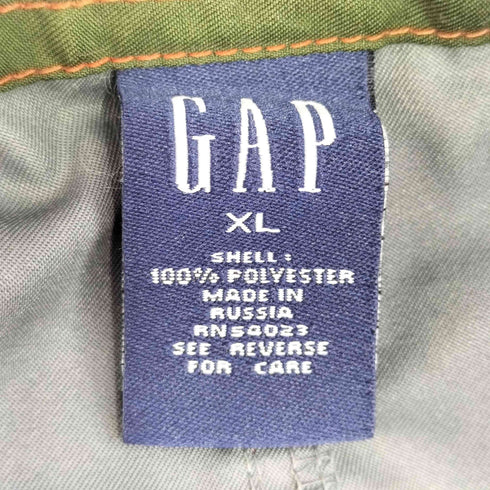 GAP
XL
SHELL:
100% POLYESTER
MADE IN
RUSSIA
RN54023
SEE REVERSE
FOR CARE